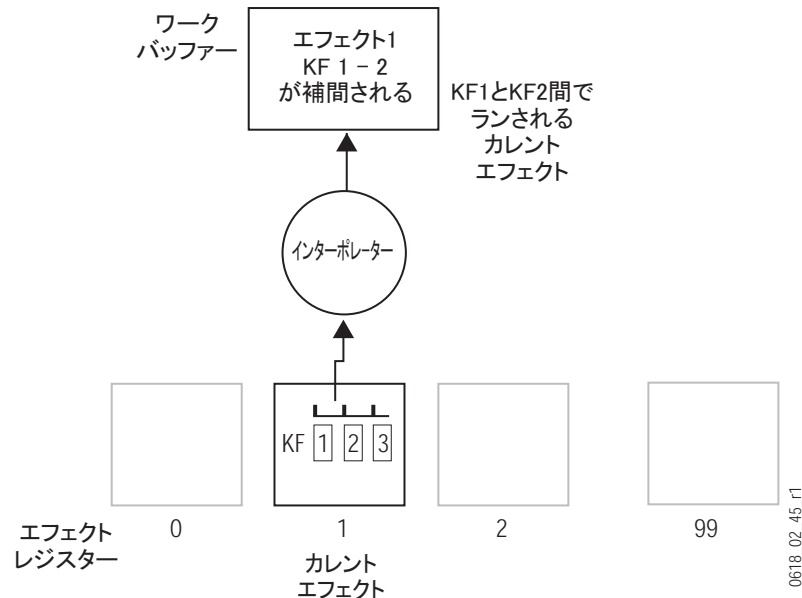 ワーク
バッファー
エフェクト1
KF 1 - 2
が補間される
KF1とKF2間で
ランされる
カレント
エフェクト
インターポレーター
KF 1 2 3
エフェクト
レジスター
0
1
2
99
カレント
エフェクト
0618_02_45_r1